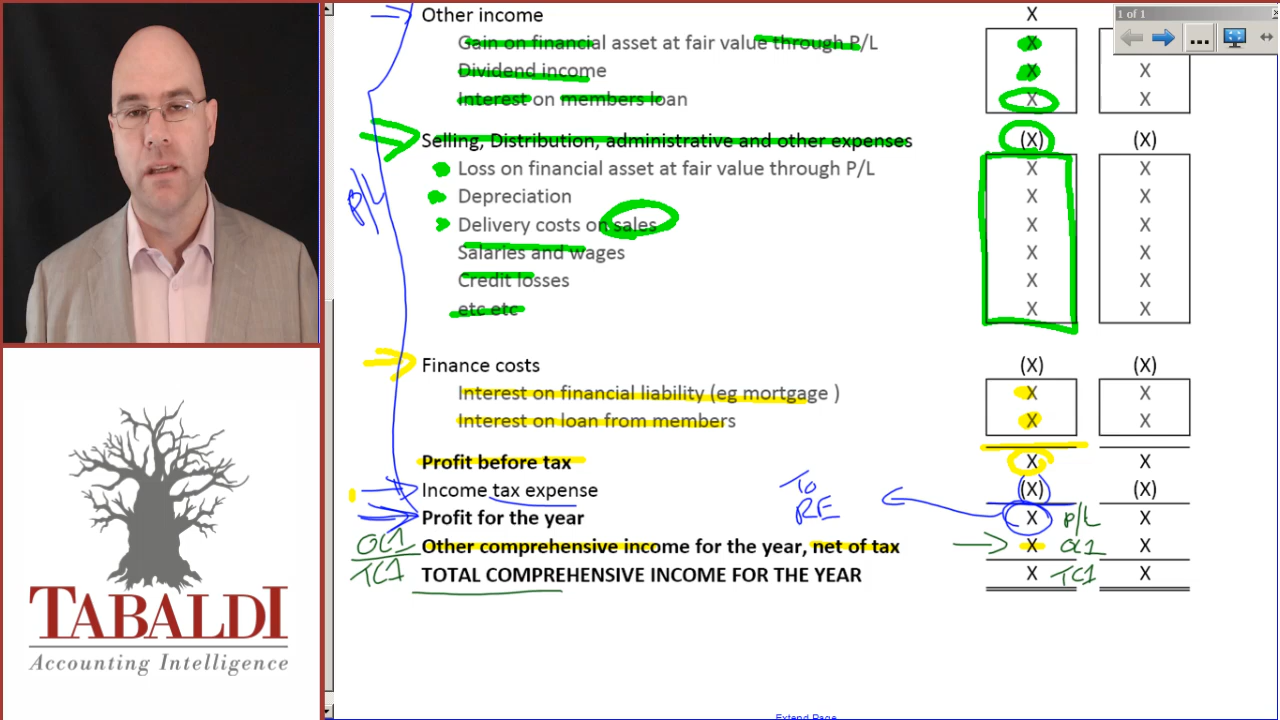 Other income X
1 of 1
Gain on financial asset at fair value through P/L X
Dividend income X X
Interest on members loan X X
Selling, Distribution, administrative and other expenses (X) (X)
Loss on financial asset at fair value through P/L X X
P/L
Depreciation X X
Delivery costs on sales X X
Salaries and wages X X
Credit losses X X
etc etc X X
Finance costs (X) (X)
Interest on financial liability (eg mortgage ) X X
Interest on loan from members X X
Profit before tax X X
Income tax expense (X) (X)
TO
RE
Profit for the year X P/L X
OCI Other comprehensive income for the year, net of tax X OCI X
TCI TOTAL COMPREHENSIVE INCOME FOR THE YEAR X TCI X
TABALDI
Accounting Intelligence
Extend Page